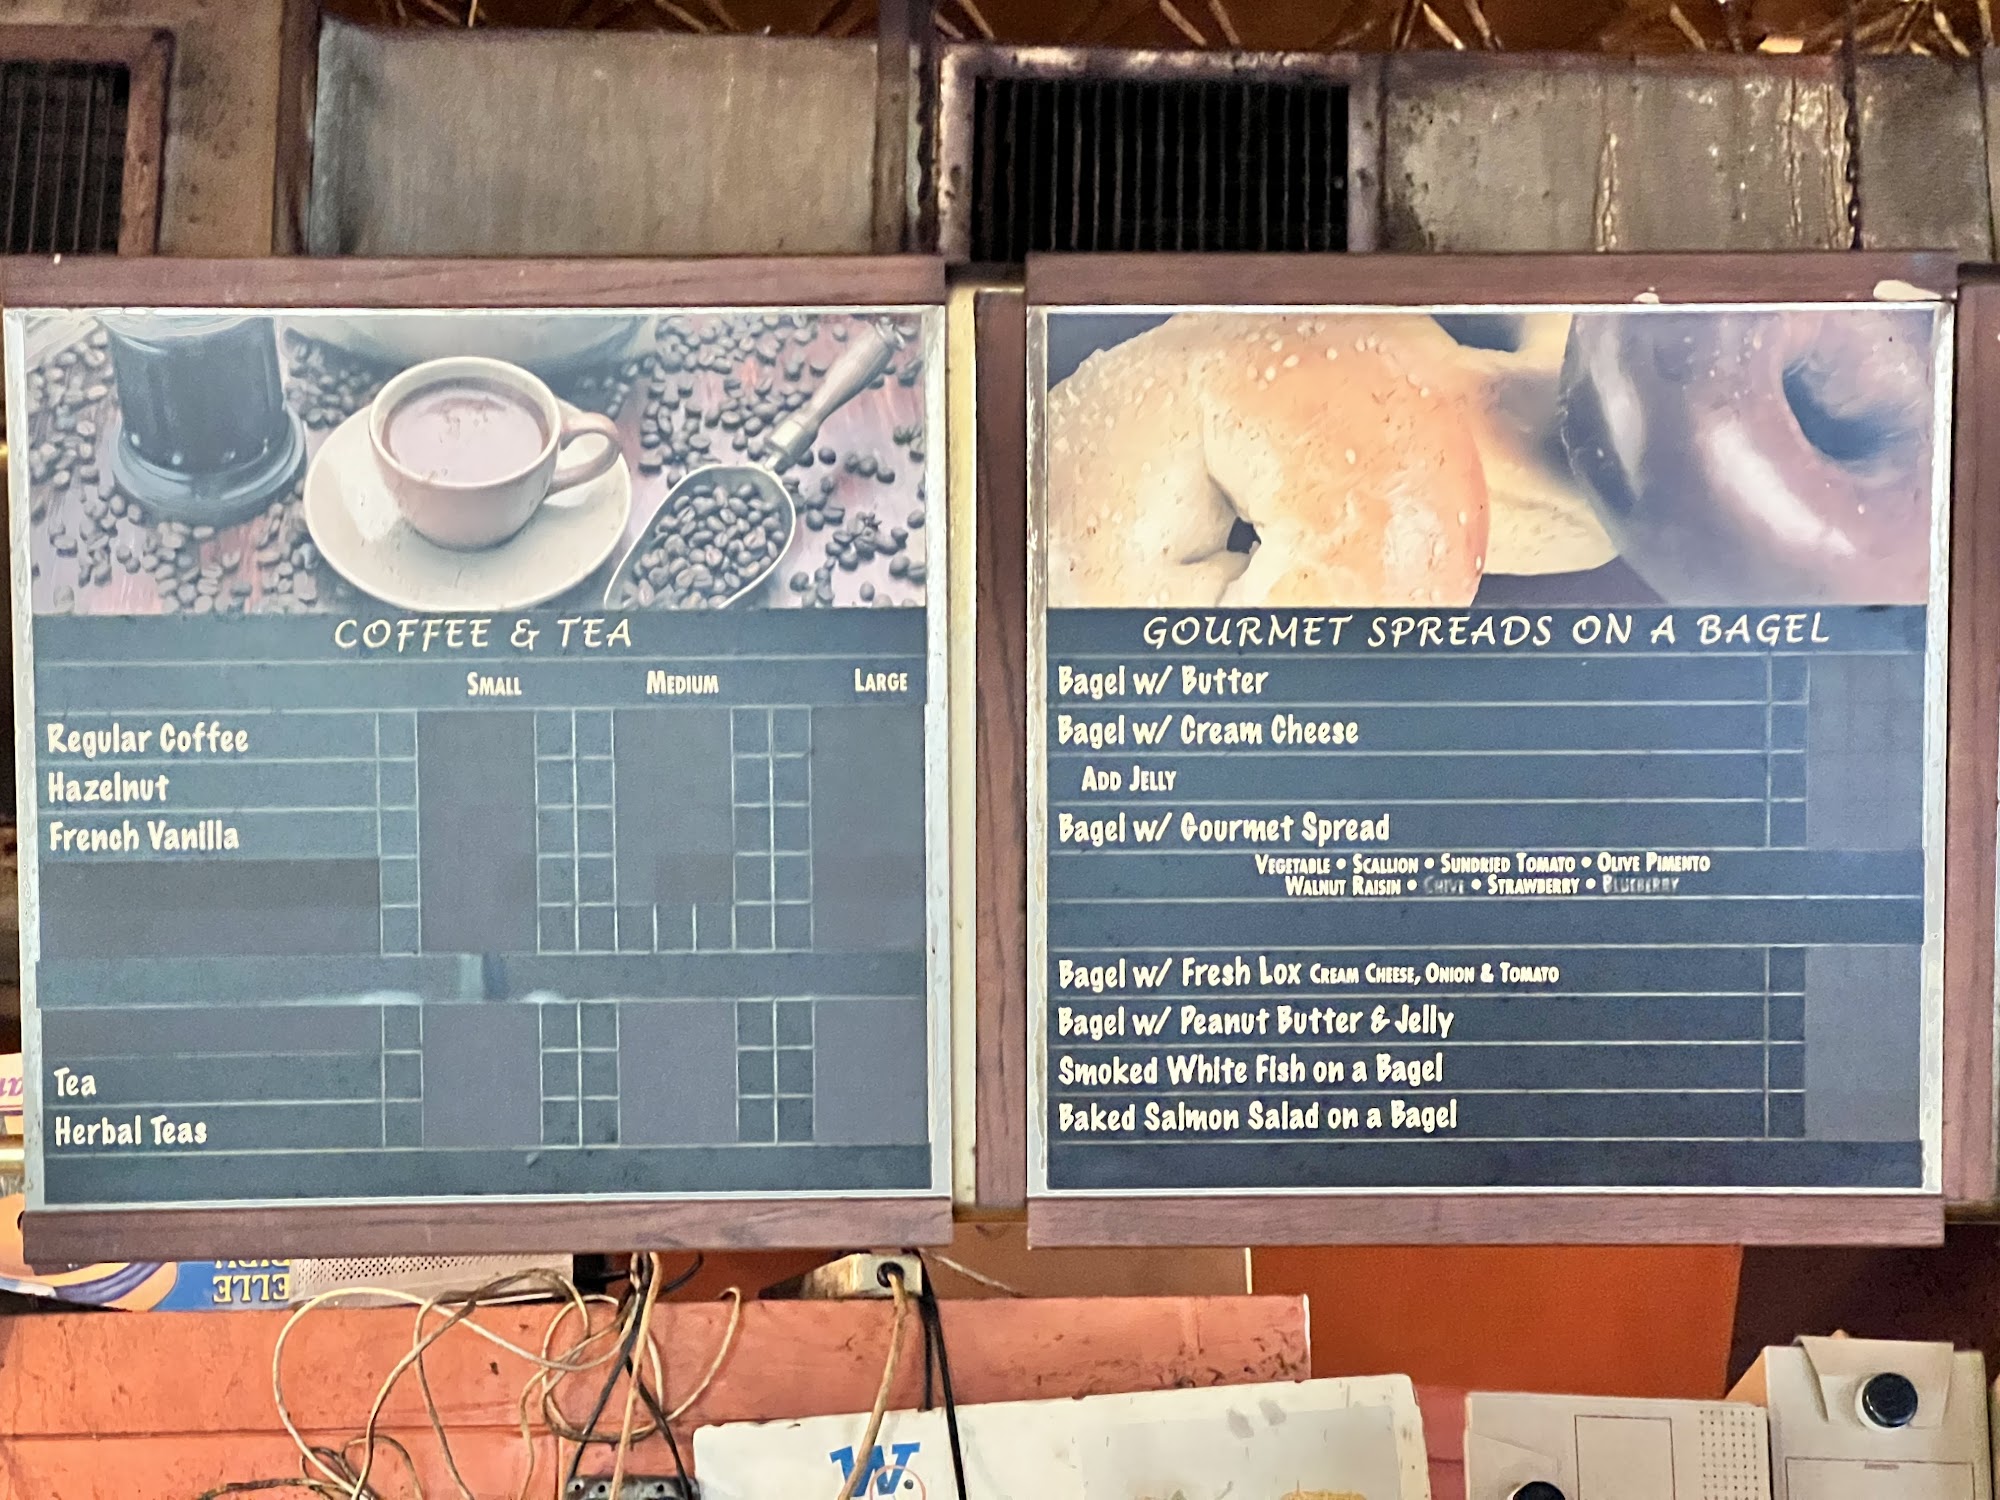 COFFEE & TEA
SMALL MEDIUM LARGE
Regular Coffee
Hazelnut
French Vanilla
Tea
Herbal Teas
GOURMET SPREADS ON A BAGEL
Bagel w/ Butter
Bagel w/ Cream Cheese
ADD JELLY
Bagel w/ Gourmet Spread
VEGETABLE • SCALLION • SUNDRIED TOMATO • OLIVE PIMENTO
WALNUT RAISIN • CHIVE • STRAWBERRY • BLUEBERRY
Bagel w/ Fresh Lox CREAM CHEESE, ONION & TOMATO
Bagel w/ Peanut Butter & Jelly
Smoked White Fish on a Bagel
Baked Salmon Salad on a Bagel
ELLE
W